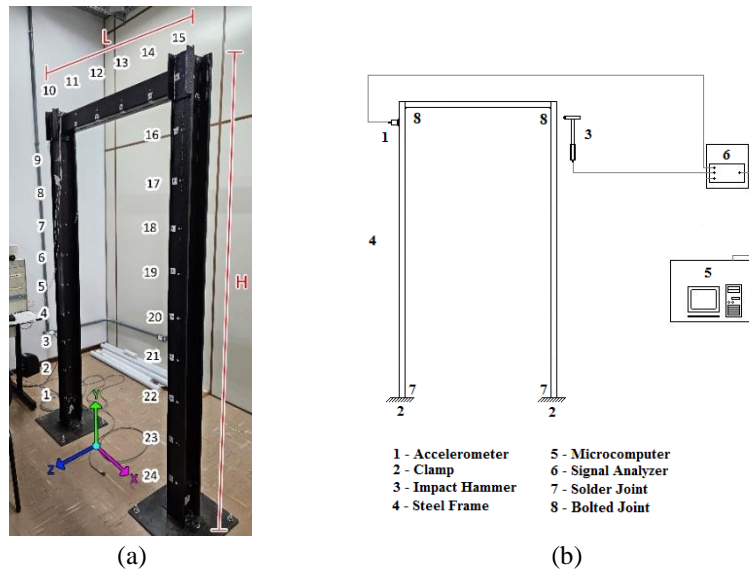 L
10
11
12
13
14
15
16
9
8
17
7
18
6
19
5
H
4
20
3
21
2
22
1
Y
23
Z
X
24
(a)
8
8
1
3
6
4
5
7
7
2
2
1 - Accelerometer
2 - Clamp
3 - Impact Hammer
4 - Steel Frame
5 - Microcomputer
6 - Signal Analyzer
7 - Solder Joint
8 - Bolted Joint
(b)